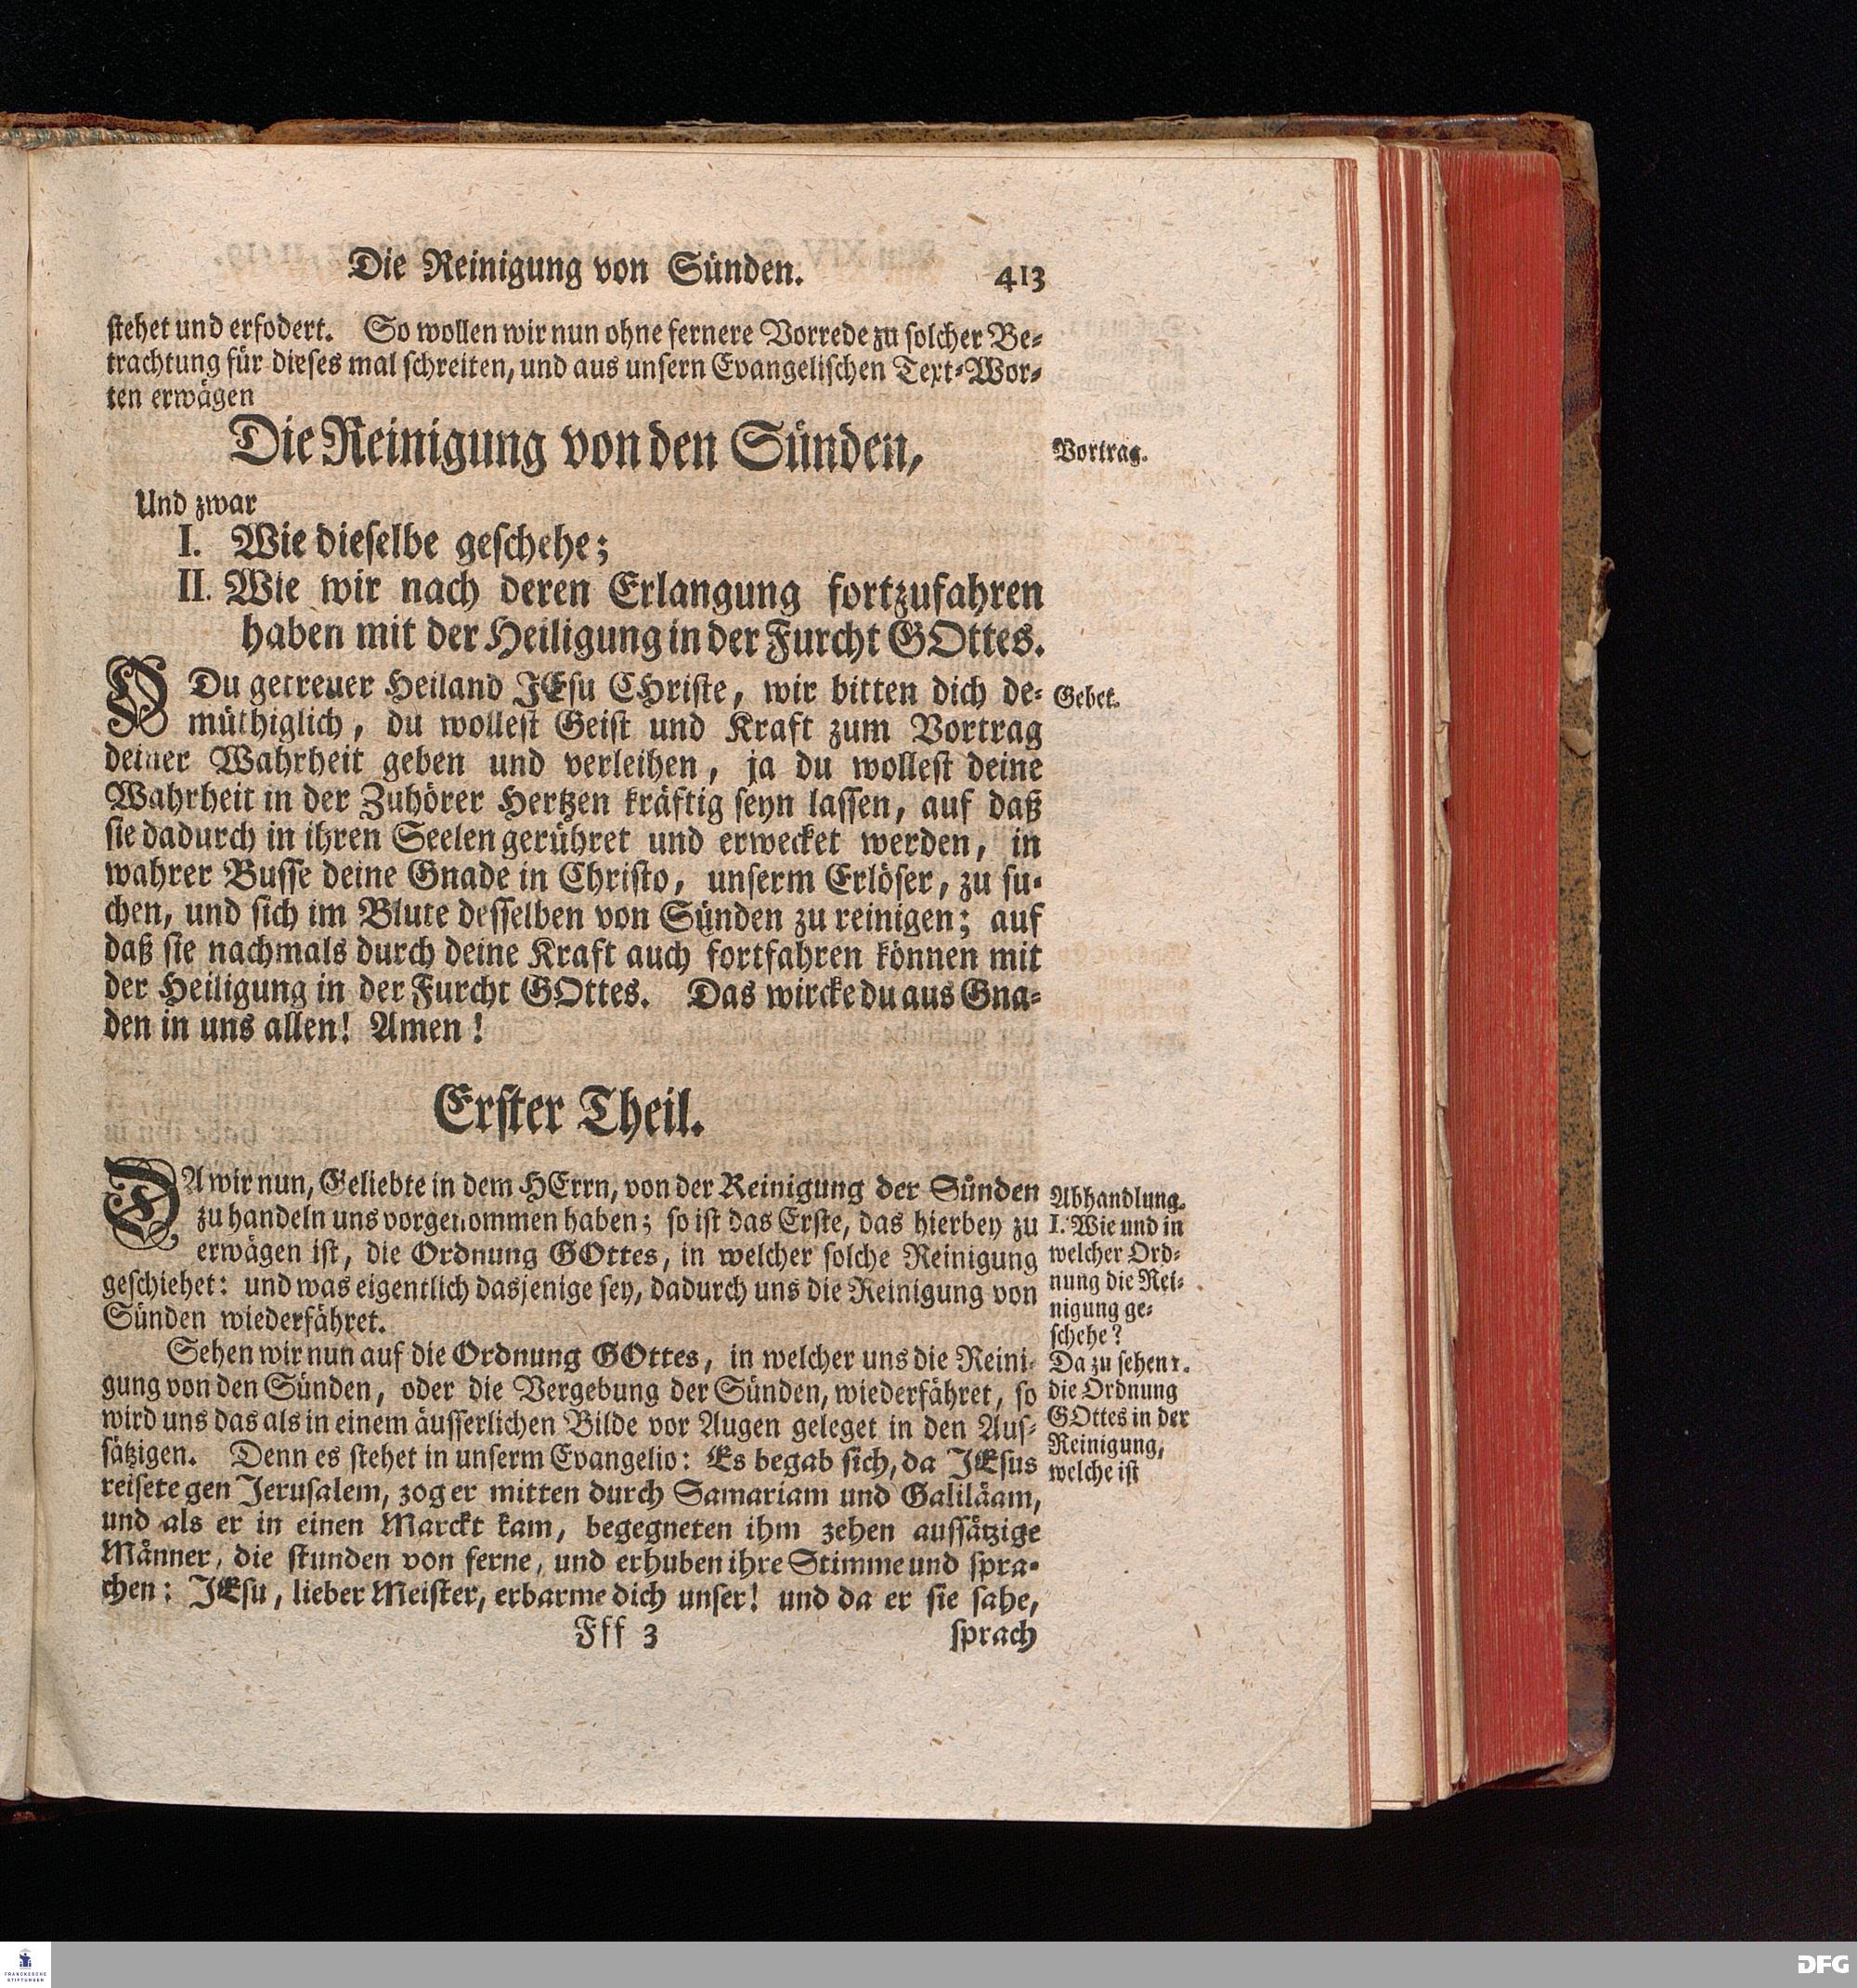 Die Reinigung von Sünden. 413
stehet und erfodert. So wollen wir nun ohne fernere Vorrede zu solcher Be-
trachtung für dieses mal schreiten, und aus unsern Evangelischen Text-Wor-
ten erwägen
Die Reinigung von den Sünden,
Vortrag.
Und zwar
I. Wie dieselbe geschehe;
II. Wie wir nach deren Erlangung fortzufahren
haben mit der Heiligung in der Furcht GOttes.
O Du getreuer Heiland JEsu CHriste, wir bitten dich de-
müthiglich, du wollest Geist und Kraft zum Vortrag
deiner Wahrheit geben und verleihen, ja du wollest deine
Wahrheit in der Zuhörer Hertzen kräftig seyn lassen, auf daß
sie dadurch in ihren Seelen gerühret und erwecket werden, in
wahrer Busse deine Gnade in Christo, unserm Erlöser, zu su-
chen, und sich im Blute desselben von Sünden zu reinigen; auf
daß sie nachmals durch deine Kraft auch fortfahren können mit
der Heiligung in der Furcht GOttes. Das wircke du aus Gna-
den in uns allen! Amen!
Gebet.
Erster Theil.
DA wir nun, Geliebte in dem HErrn, von der Reinigung der Sünden
zu handeln uns vorgenommen haben; so ist das Erste, das hierbey zu
erwägen ist, die Ordnung GOttes, in welcher solche Reinigung
geschiehet: und was eigentlich dasjenige sey, dadurch uns die Reinigung von
Sünden wiederfähret.
Sehen wir nun auf die Ordnung GOttes, in welcher uns die Reini-
gung von den Sünden, oder die Vergebung der Sünden, wiederfähret, so
wird uns das als in einem äusserlichen Bilde vor Augen geleget in den Aus-
sätzigen. Denn es stehet in unserm Evangelio: Es begab sich, da JEsus
reisete gen Jerusalem, zog er mitten durch Samariam und Galiläam,
und als er in einen Marckt kam, begegneten ihm zehen aussätzige
Männer, die stunden von ferne, und erhuben ihre Stimme und spra-
chen: JEsu, lieber Meister, erbarme dich unser! und da er sie sahe,
Abhandlung.
I. Wie und in
welcher Ord-
nung die Rei-
nigung ge-
schehe?
Da zu sehen 1.
die Ordnung
GOttes in der
Reinigung,
welche ist
Fff 3 sprach
FRANCKESCHE
STIFTUNGEN
DFG